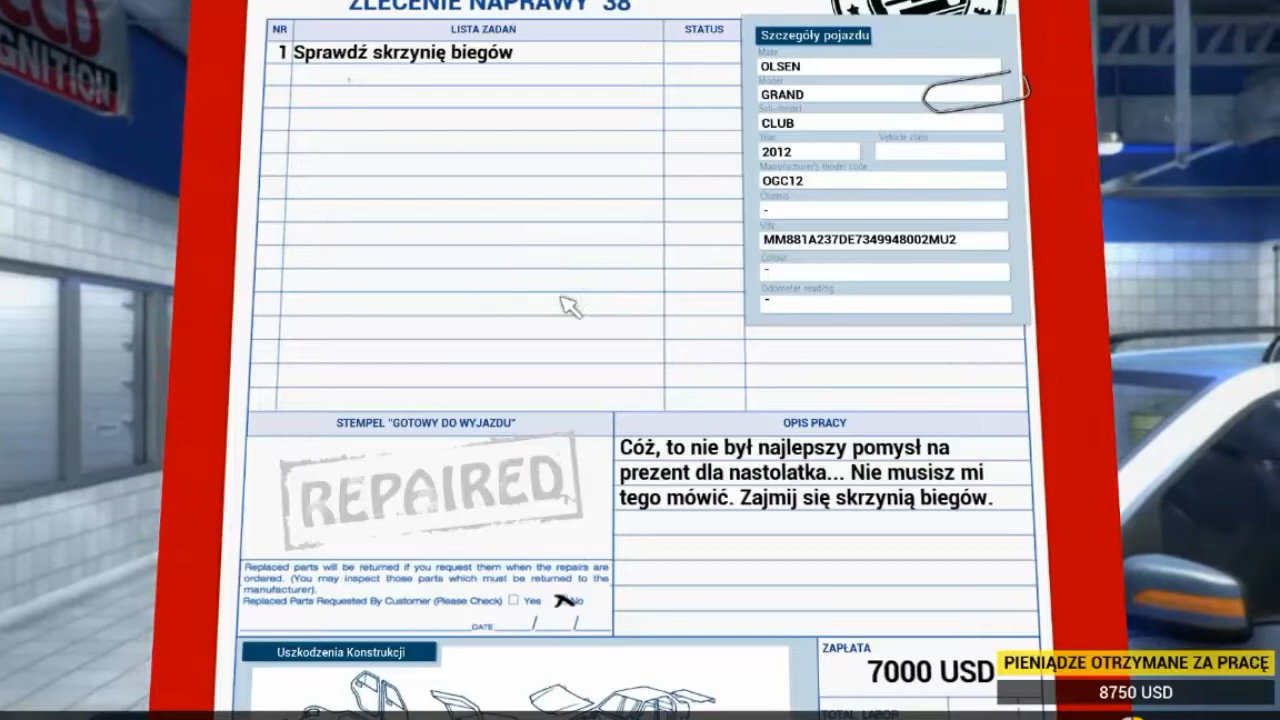 CCD
IGNITION
ZLECENIE NAPRAWY 38
NR LISTA ZADAŃ STATUS
1 Sprawdź skrzynię biegów
Szczegóły pojazdu
Make
OLSEN
Model
GRAND
Sub-model
CLUB
Year Vehicle class
2012
Manufacturer's model code
OGC12
Chassis
-
VIN
MM881A237DE7349948002MU2
Colour
-
Odometer reading
-
STEMPEL "GOTOWY DO WYJAZDU"
REPAIRED
OPIS PRACY
Cóż, to nie był najlepszy pomysł na
prezent dla nastolatka... Nie musisz mi
tego mówić. Zajmij się skrzynią biegów.
Replaced parts will be returned if you request them when the repairs are
ordered. (You may inspect those parts which must be returned to the
manufacturer).
Replaced Parts Requested By Customer (Please Check) Yes No
DATE / /
Uszkodzenia Konstrukcji
ZAPŁATA
7000 USD
TOTAL LABOR
PIENIĄDZE OTRZYMANE ZA PRACĘ
8750 USD